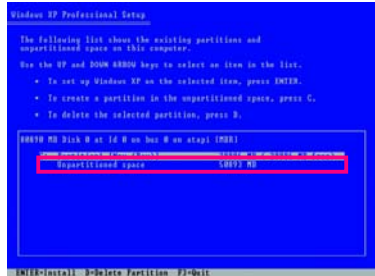 Windows XP Professional Setup
The following list shows the existing partitions and
unpartitioned space on this computer.
Use the UP and DOWN ARROW keys to select an item in the list.
• To set up Windows XP on the selected item, press ENTER.
• To create a partition in the unpartitioned space, press C.
• To delete the selected partition, press D.
MB Disk 0 at Id 0 on bus 0 on atapi [MBR]
Unpartitioned space MB
ENTER=Install D=Delete Partition F3=Quit